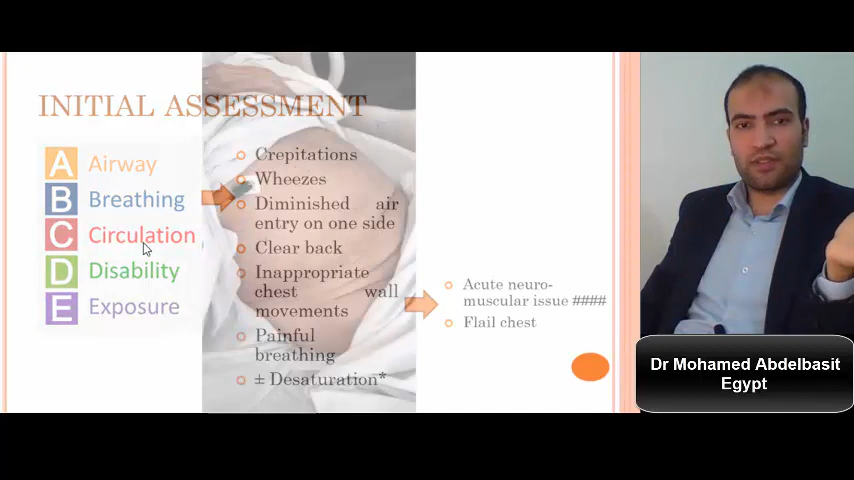 INITIAL ASSESSMENT
A Airway
B Breathing
C Circulation
D Disability
E Exposure
Crepitations
Wheezes
Diminished air
entry on one side
Clear back
Inappropriate
chest wall
movements
Painful
breathing
± Desaturation*
Acute neuro-
muscular issue ####
Flail chest
Dr Mohamed Abdelbasit
Egypt